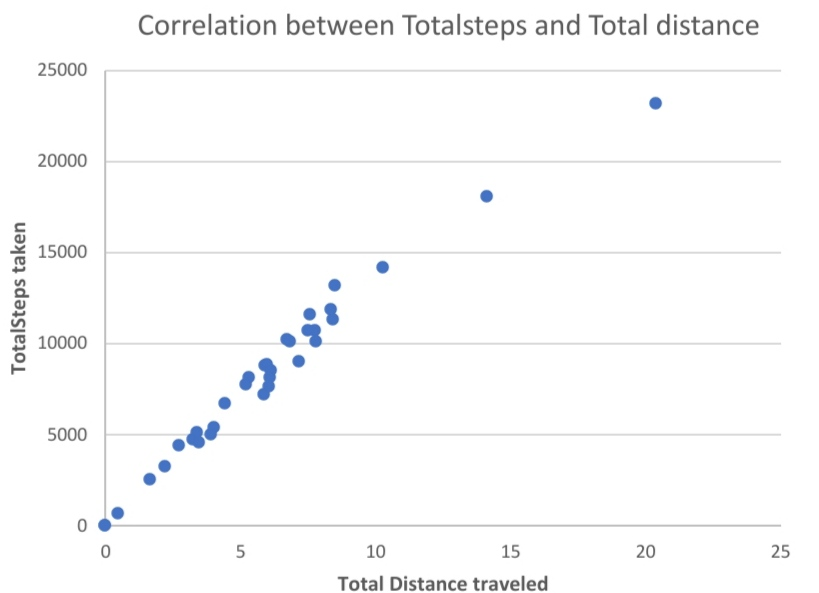 Correlation between Totalsteps and Total distance
25000
20000
15000
10000
5000
0
TotalSteps taken
0 5 10 15 20 25
Total Distance traveled